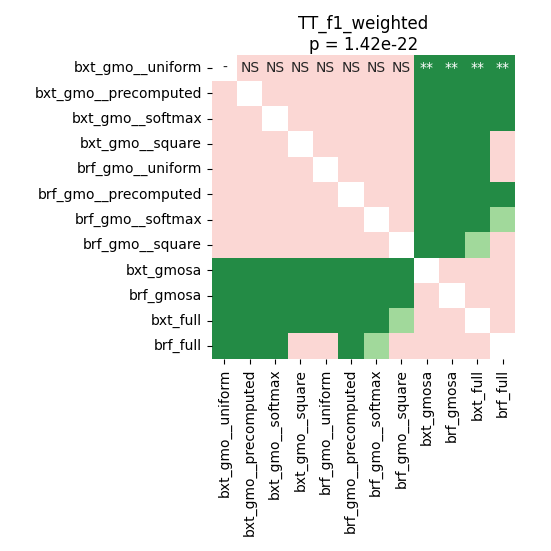 TT_f1_weighted
p = 1.42e-22
bxt_gmo__uniform - NS NS NS NS NS NS NS ** ** ** **
bxt_gmo__precomputed
bxt_gmo__softmax
bxt_gmo__square
brf_gmo__uniform
brf_gmo__precomputed
brf_gmo__softmax
brf_gmo__square
bxt_gmosa
brf_gmosa
bxt_full
brf_full
bxt_gmo__uniform
bxt_gmo__precomputed
bxt_gmo__softmax
bxt_gmo__square
brf_gmo__uniform
brf_gmo__precomputed
brf_gmo__softmax
brf_gmo__square
bxt_gmosa
brf_gmosa
bxt_full
brf_full